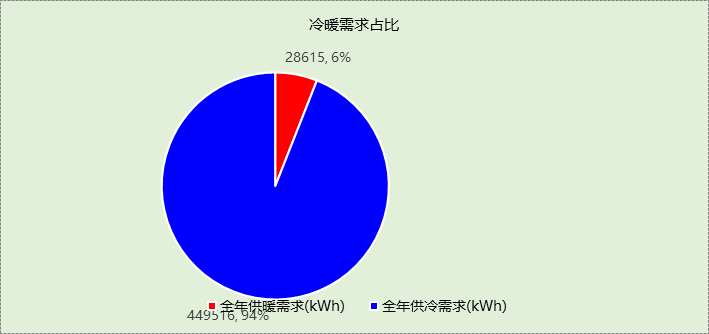 冷暖需求占比
28615, 6%
449516, 94%
全年供暖需求(kWh)
全年供冷需求(kWh)